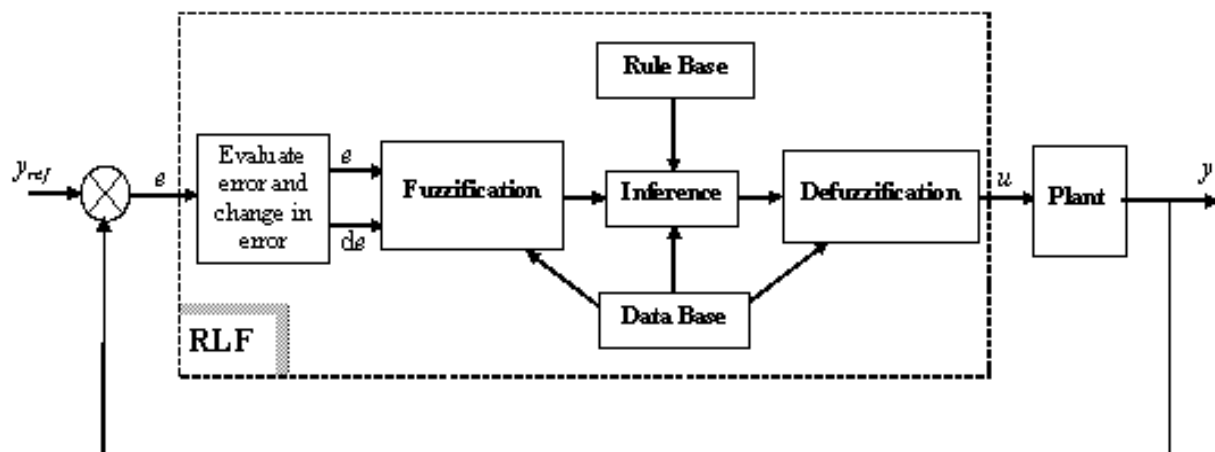 Rule Base
y_ref
e
Evaluate
error and
change in
error
e
de
Fuzzification
Inference
Defuzzification
u
Plant
y
Data Base
RLF